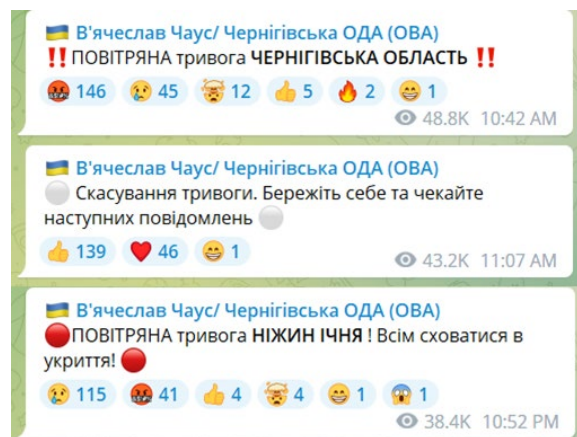 🇺🇦 В'ячеслав Чаус/ Чернігівська ОДА (ОВА)
‼️ПОВІТРЯНА тривога ЧЕРНІГІВСЬКА ОБЛАСТЬ ‼️
🤬 146 😢 45 🤯 12 👍 5 🔥 2 😁 1
48.8K 10:42 AM
🇺🇦 В'ячеслав Чаус/ Чернігівська ОДА (ОВА)
⚪ Скасування тривоги. Бережіть себе та чекайте
наступних повідомлень ⚪
👍 139 ❤️ 46 😁 1
43.2K 11:07 AM
🇺🇦 В'ячеслав Чаус/ Чернігівська ОДА (ОВА)
🔴ПОВІТРЯНА тривога НІЖИН ІЧНЯ ! Всім сховатися в
укриття! 🔴
😢 115 🤬 41 👍 4 🤯 4 😁 1 😱 1
38.4K 10:52 PM